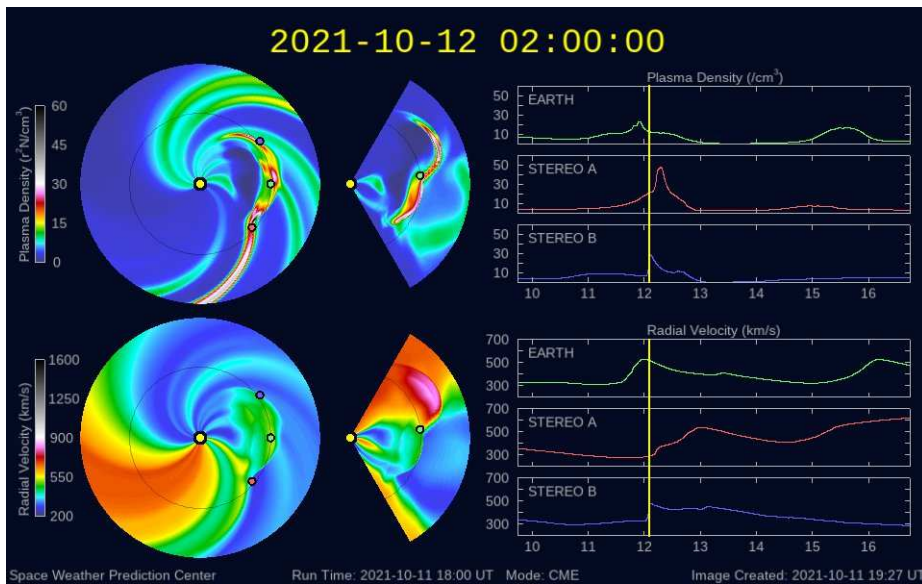 2021-10-12 02:00:00
Plasma Density (r²N/cm³)
60
45
30
15
0
Plasma Density (/cm³)
EARTH
50
30
10
STEREO A
50
30
10
STEREO B
50
30
10
10 11 12 13 14 15 16
Radial Velocity (km/s)
1600
1250
900
550
200
Radial Velocity (km/s)
EARTH
700
500
300
STEREO A
700
500
300
STEREO B
700
500
300
10 11 12 13 14 15 16
Space Weather Prediction Center Run Time: 2021-10-11 18:00 UT Mode: CME Image Created: 2021-10-11 19:27 UT